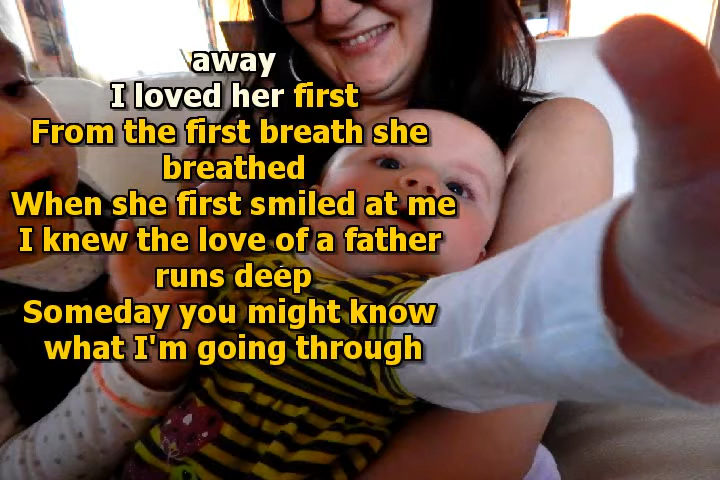 away
I loved her first
From the first breath she
breathed
When she first smiled at me
I knew the love of a father
runs deep
Someday you might know
what I'm going through